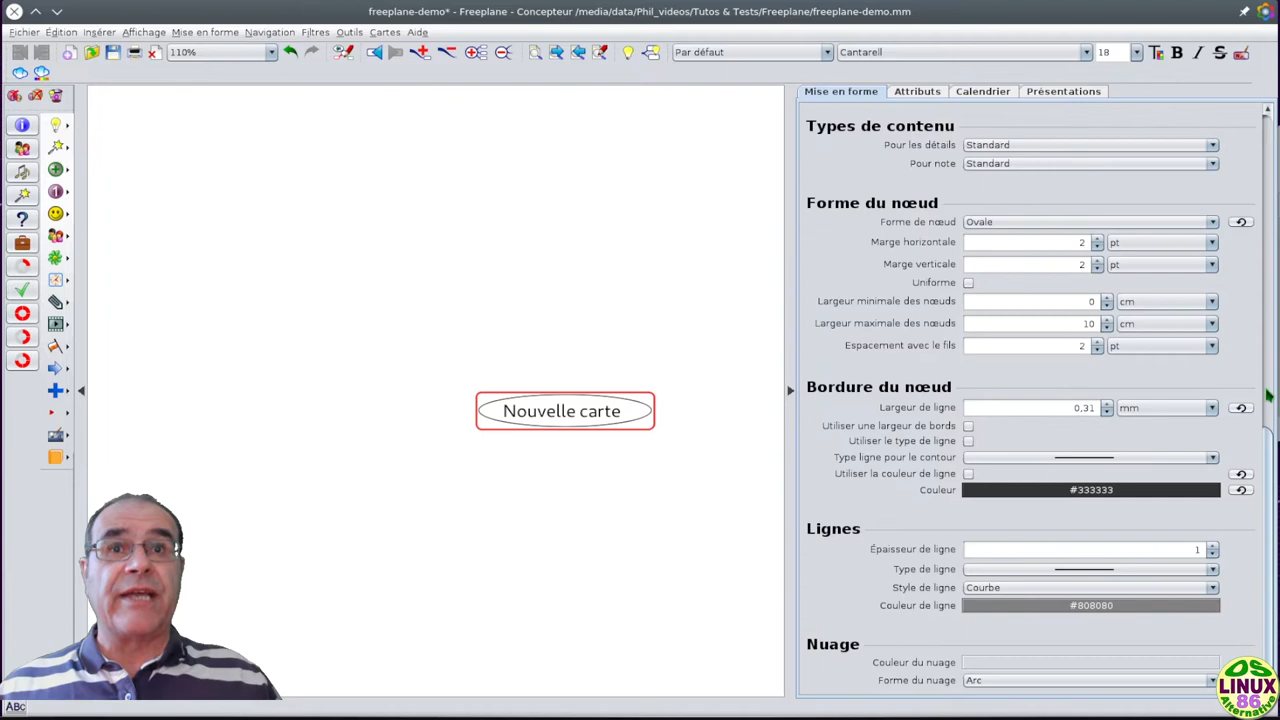 freeplane-demo* - Freeplane - Concepteur /media/data/Phil_videos/Tutos & Tests/Freeplane/freeplane-demo.mm
Fichier Édition Insérer Affichage Mise en forme Navigation Filtres Outils Cartes Aide
110% Par défaut Cantarell 18
Mise en forme Attributs Calendrier Présentations
Types de contenu
Pour les détails Standard
Pour note Standard
Forme du nœud
Forme de nœud Ovale
Marge horizontale 2 pt
Marge verticale 2 pt
Uniforme
Largeur minimale des nœuds 0 cm
Largeur maximale des nœuds 10 cm
Espacement avec le fils 2 pt
Bordure du nœud
Largeur de ligne 0,31 mm
Utiliser une largeur de bords
Utiliser le type de ligne
Type ligne pour le contour
Utiliser la couleur de ligne
Couleur #333333
Nouvelle carte
Lignes
Épaisseur de ligne 1
Type de ligne
Style de ligne Courbe
Couleur de ligne #808080
Nuage
Couleur du nuage
Forme du nuage Arc
ABc
OS
LINUX
86
Alternative